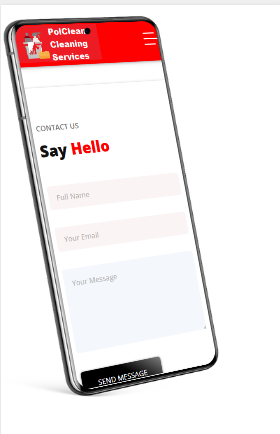 PolClean
Cleaning
Services
CONTACT US
Say Hello
Full Name
Your Email
Your Message
SEND MESSAGE